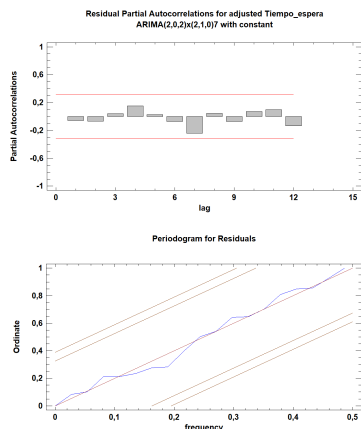 Residual Partial Autocorrelations for adjusted Tiempo_espera
ARIMA(2,0,2)x(2,1,0)7 with constant
Partial Autocorrelations
1
0,6
0,2
-0,2
-0,6
-1
0 3 6 9 12 15
lag
Periodogram for Residuals
Ordinate
1,0
0,8
0,6
0,4
0,2
0
0 0,1 0,2 0,3 0,4 0,5
frequency